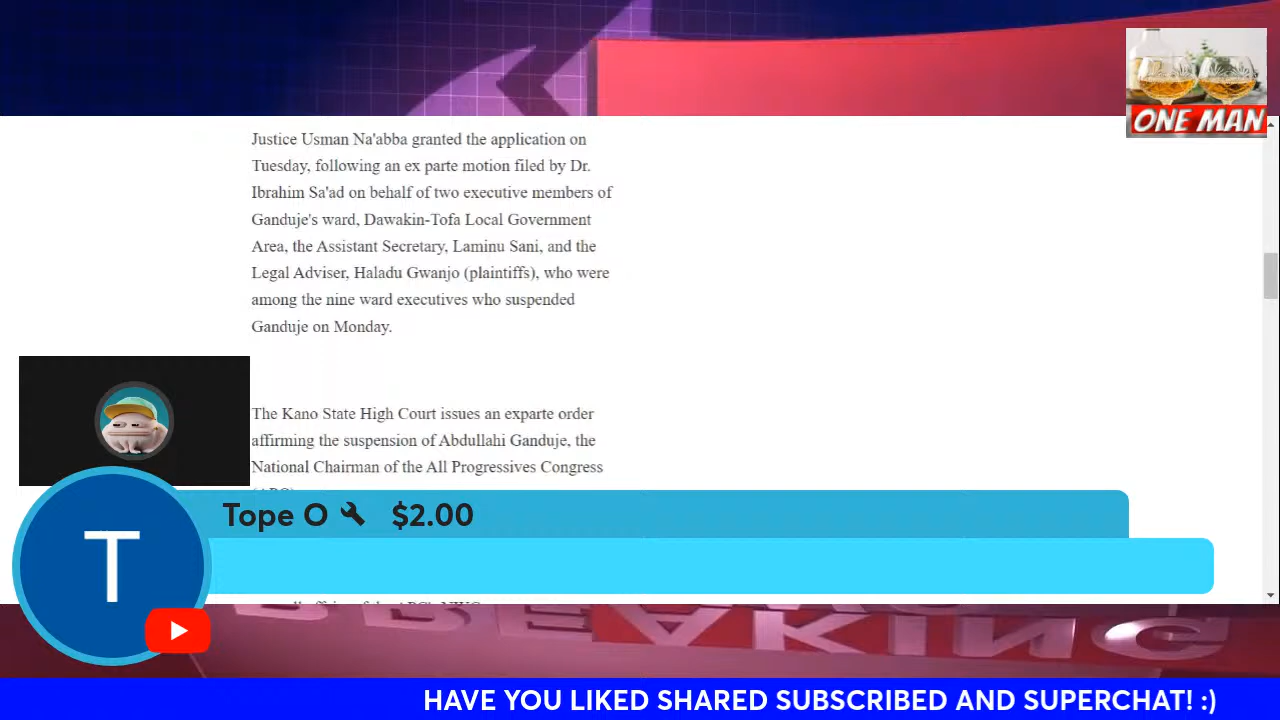 ONE MAN
Justice Usman Na'abba granted the application on
Tuesday, following an ex parte motion filed by Dr.
Ibrahim Sa'ad on behalf of two executive members of
Ganduje's ward, Dawakin-Tofa Local Government
Area, the Assistant Secretary, Laminu Sani, and the
Legal Adviser, Haladu Gwanjo (plaintiffs), who were
among the nine ward executives who suspended
Ganduje on Monday.
The Kano State High Court issues an exparte order
affirming the suspension of Abdullahi Ganduje, the
National Chairman of the All Progressives Congress
Tope O $2.00
T
HAVE YOU LIKED SHARED SUBSCRIBED AND SUPERCHAT! :)